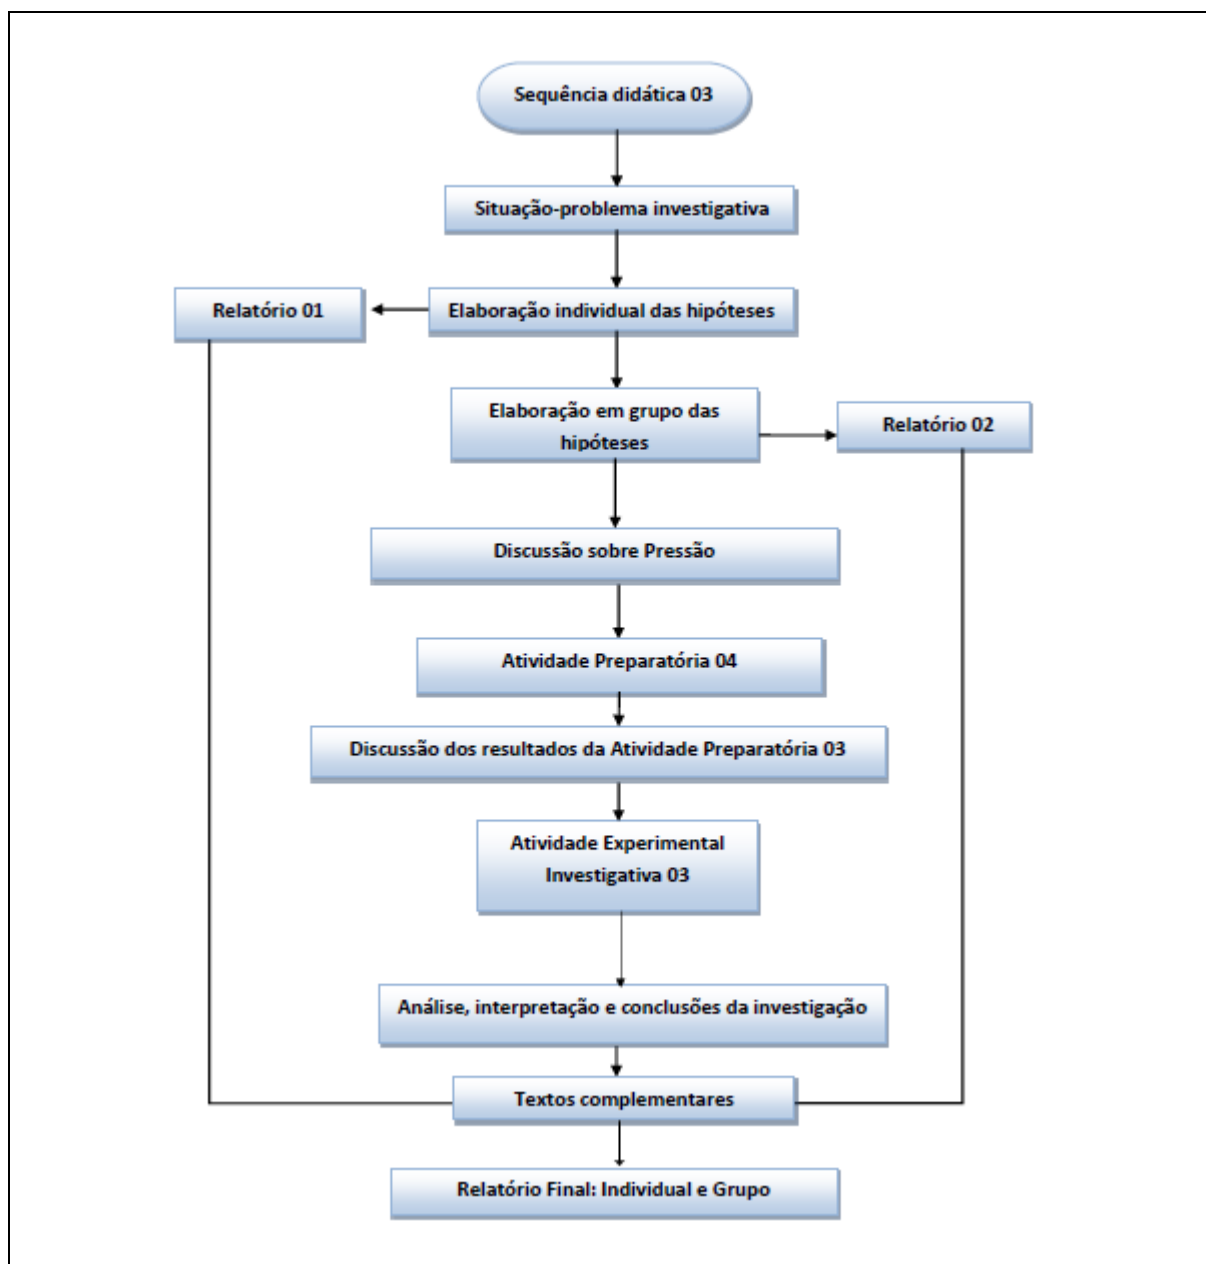 Sequência didática 03
Situação-problema investigativa
Relatório 01
Elaboração individual das hipóteses
Elaboração em grupo das
hipóteses
Relatório 02
Discussão sobre Pressão
Atividade Preparatória 04
Discussão dos resultados da Atividade Preparatória 03
Atividade Experimental
Investigativa 03
Análise, interpretação e conclusões da investigação
Textos complementares
Relatório Final: Individual e Grupo